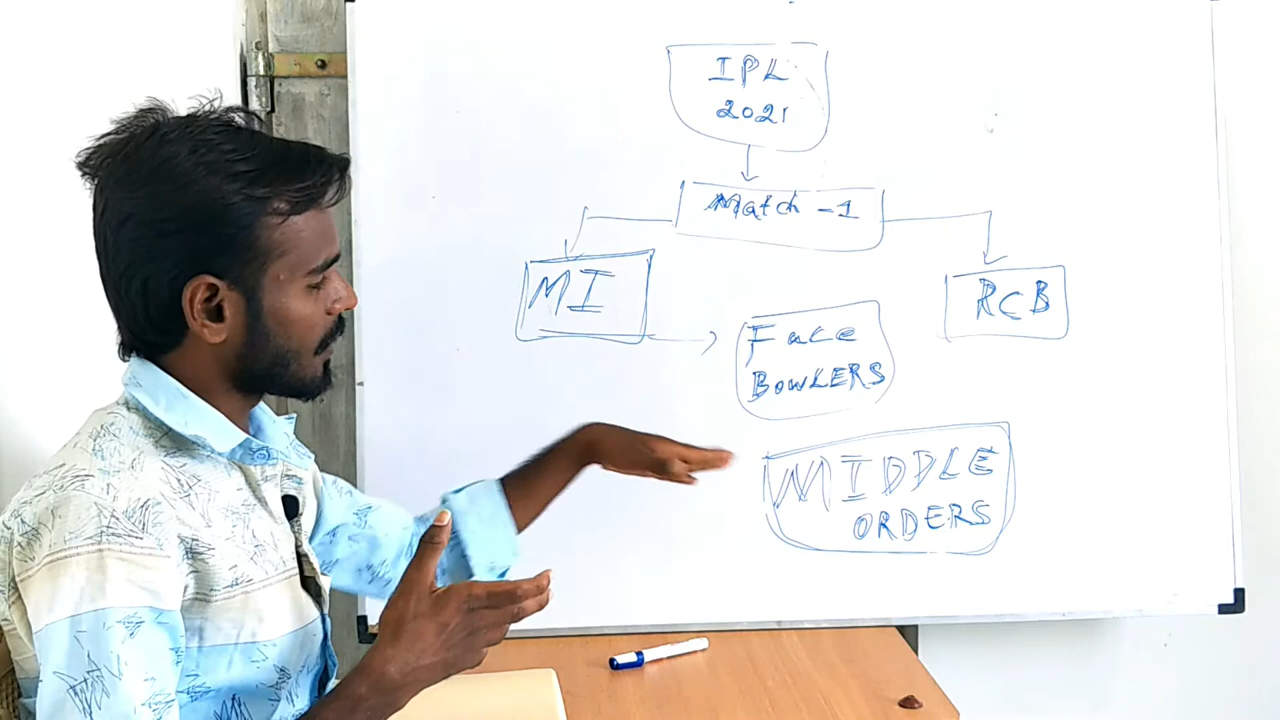 IPL
2021
Match -1
MI
RCB
Face
BOWLERS
MIDDLE
ORDERS